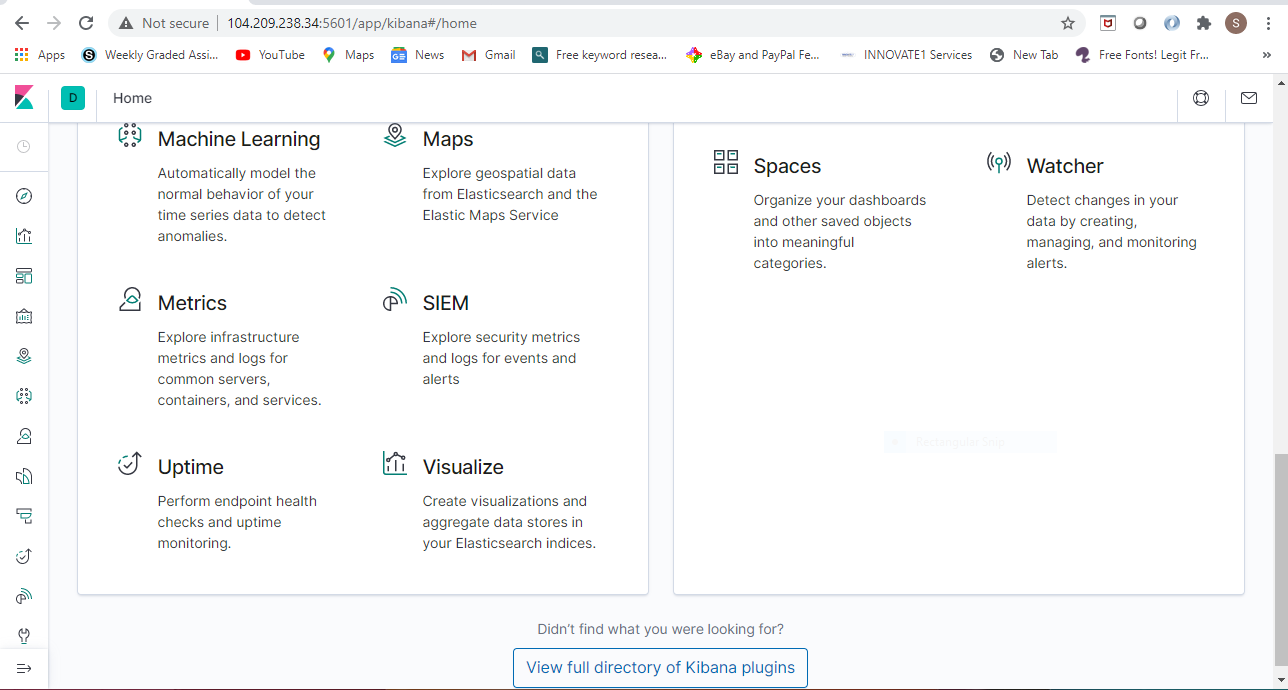 Not secure
104.209.238.34:5601/app/kibana#/home
S
Apps
Weekly Graded Assi...
YouTube
Maps
News
Gmail
Free keyword resea...
eBay and PayPal Fe...
INNOVATE1 Services
New Tab
Free Fonts! Legit Fr...
»
D
Home
Machine Learning
Automatically model the
normal behavior of your
time series data to detect
anomalies.
Maps
Explore geospatial data
from Elasticsearch and the
Elastic Maps Service
Metrics
Explore infrastructure
metrics and logs for
common servers,
containers, and services.
SIEM
Explore security metrics
and logs for events and
alerts
Uptime
Perform endpoint health
checks and uptime
monitoring.
Visualize
Create visualizations and
aggregate data stores in
your Elasticsearch indices.
Spaces
Organize your dashboards
and other saved objects
into meaningful
categories.
Watcher
Detect changes in your
data by creating,
managing, and monitoring
alerts.
Rectangular Snip
Didn't find what you were looking for?
View full directory of Kibana plugins